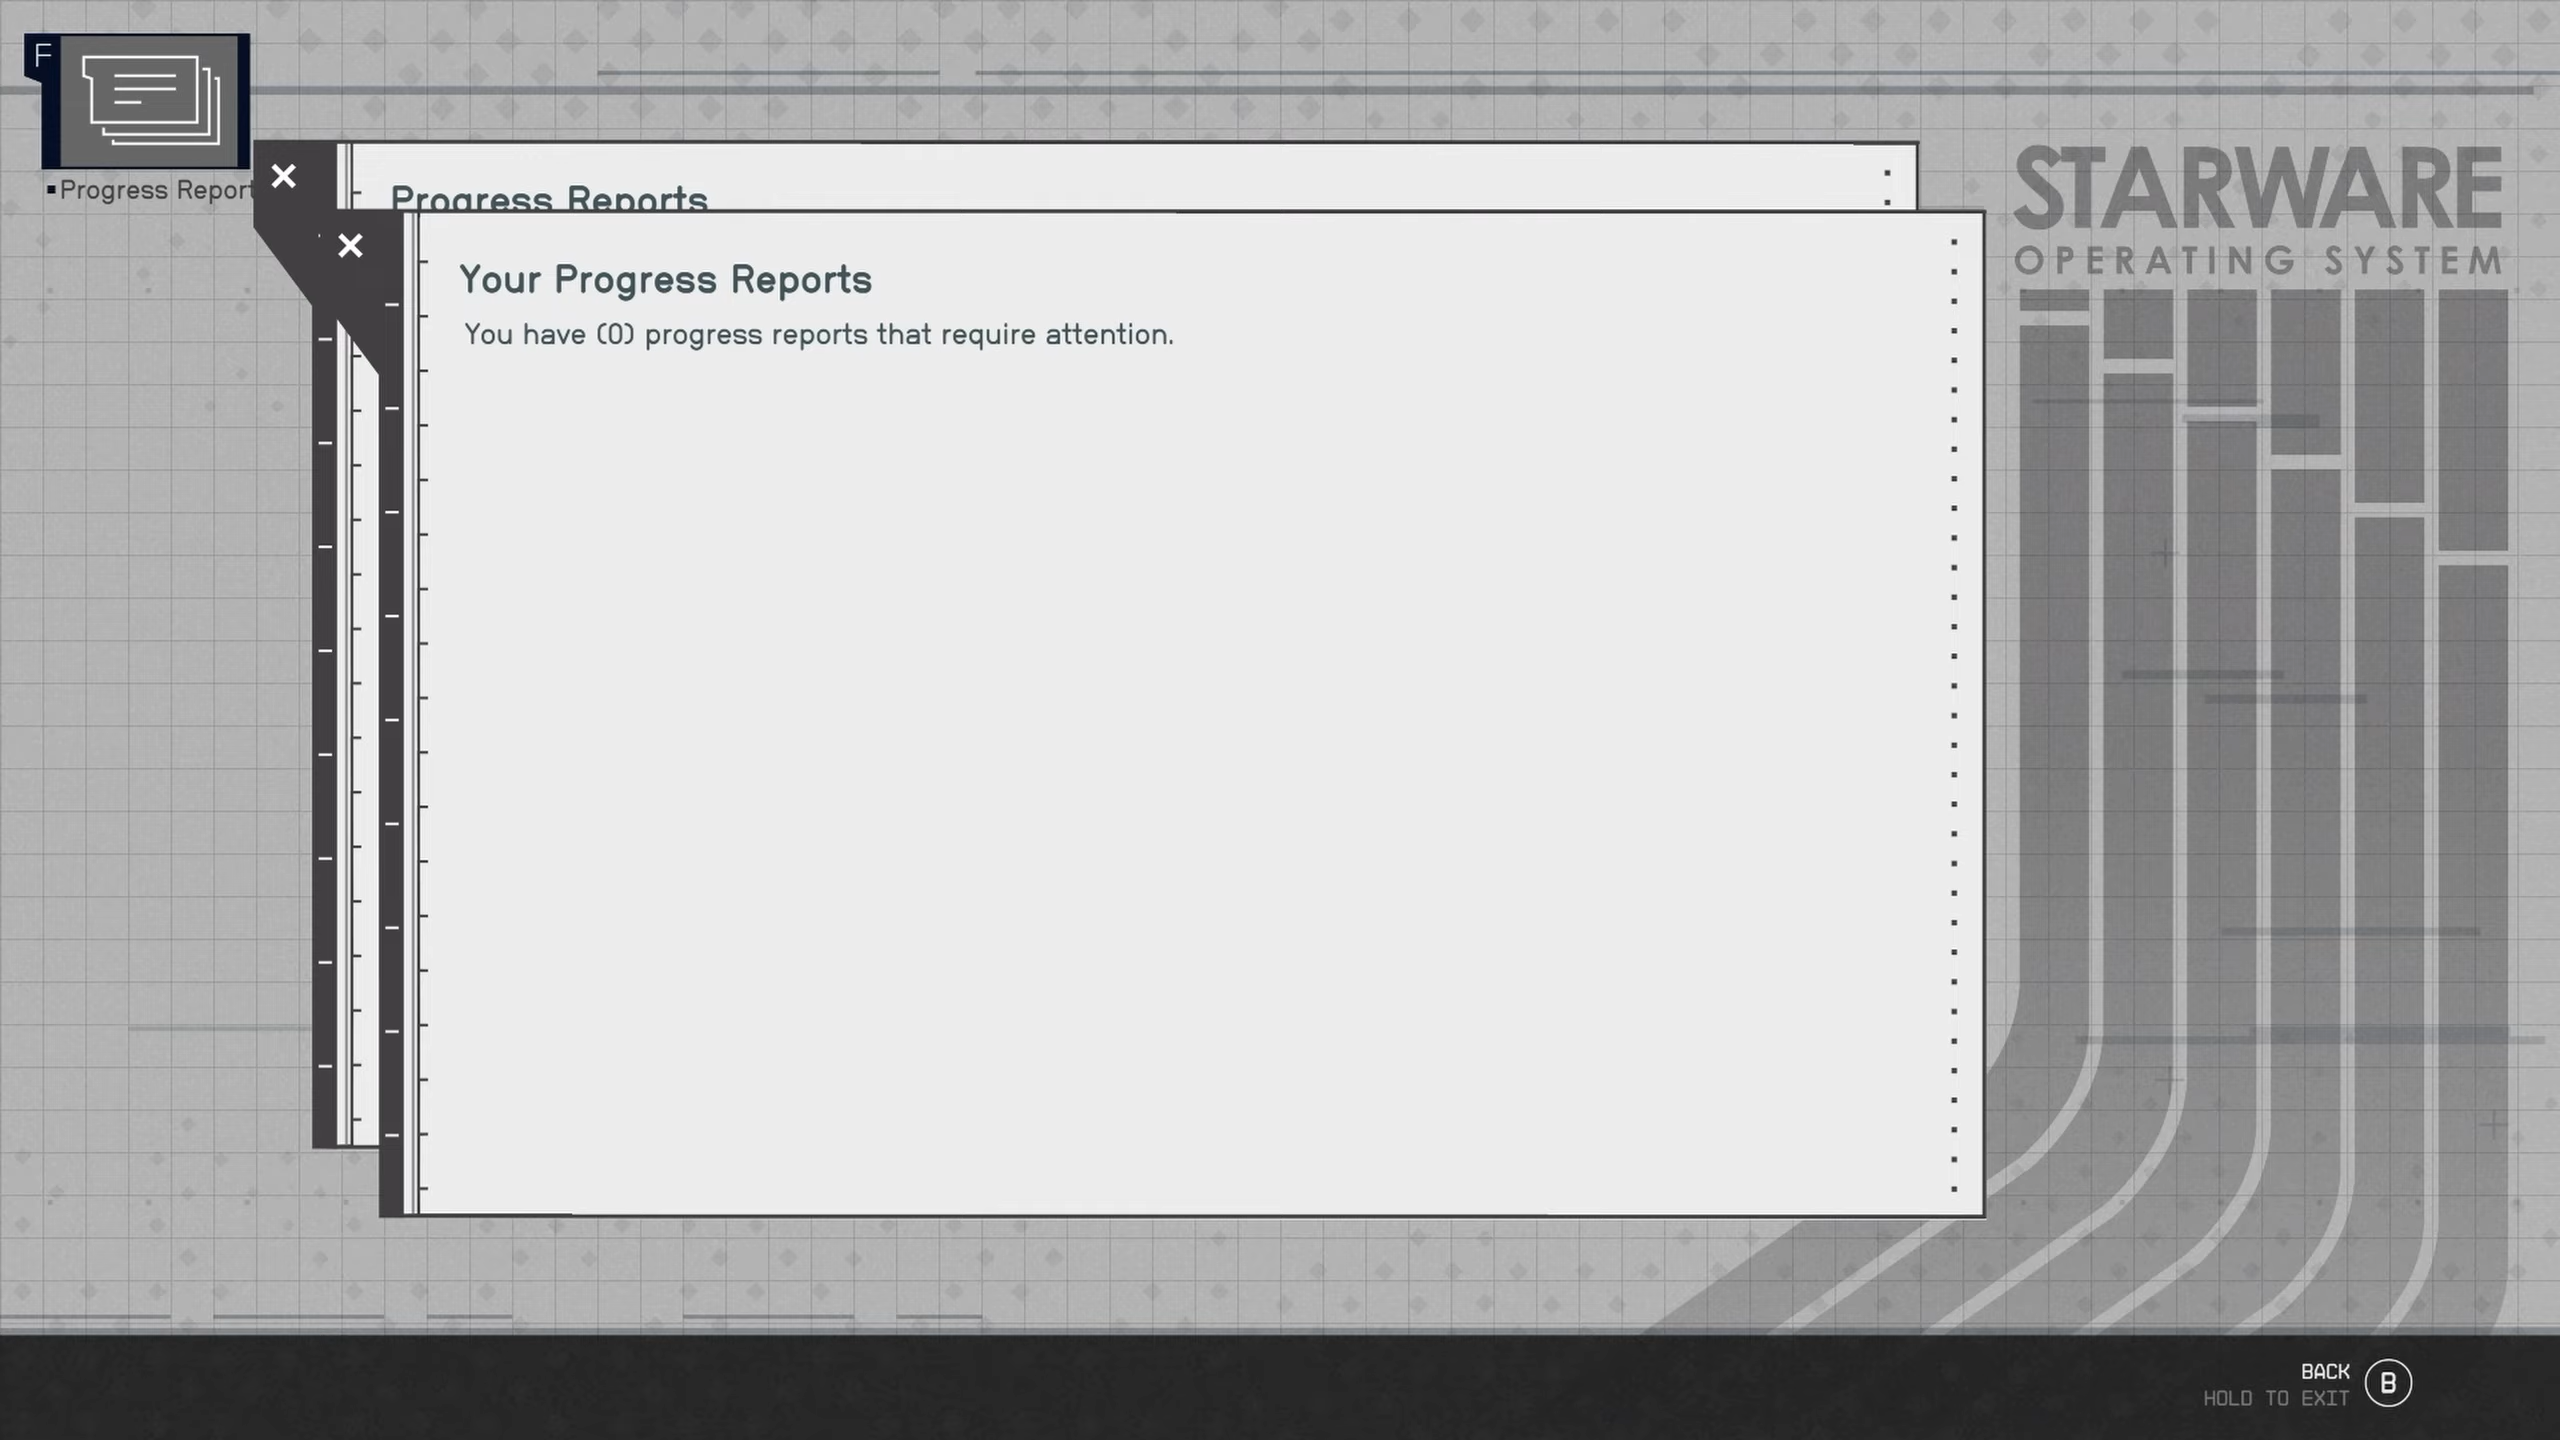 F
Progress Report
Progress Reports
Your Progress Reports
You have (0) progress reports that require attention.
STARWARE
OPERATING SYSTEM
BACK
HOLD TO EXIT
B